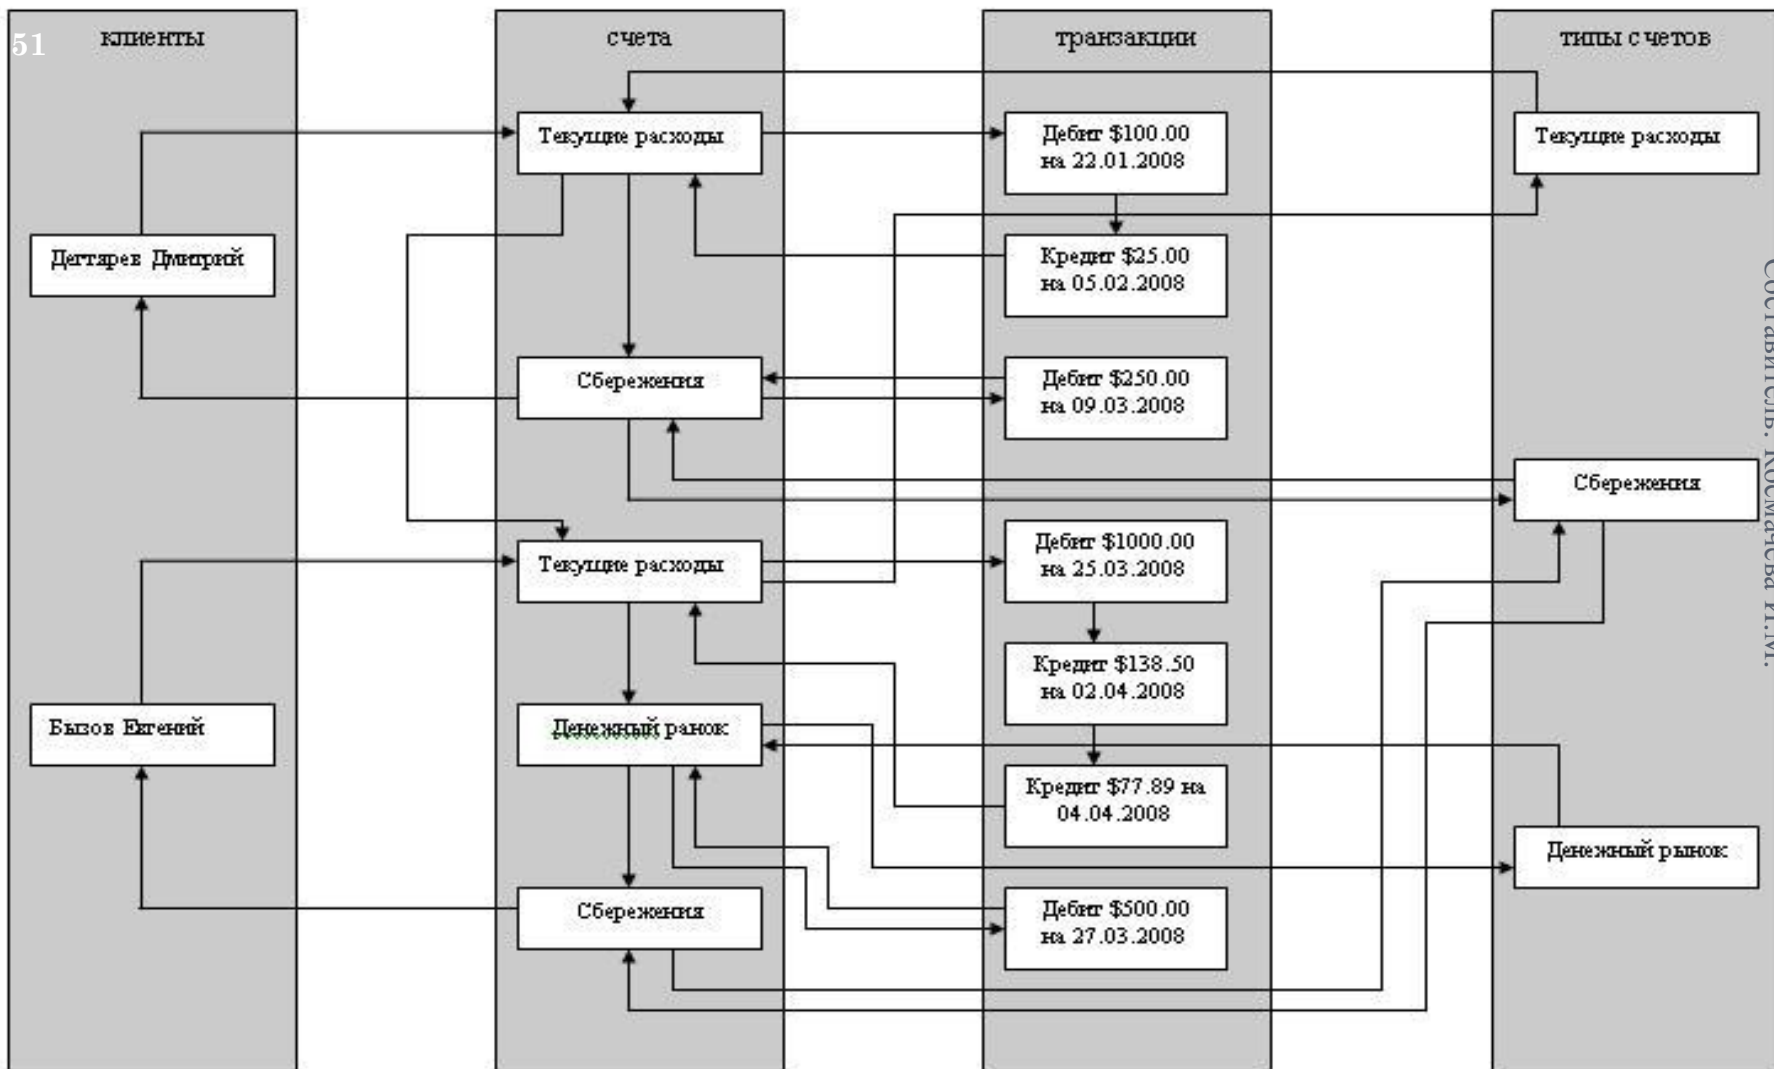 51
клиенты
счета
транзакции
типы счетов
Текущие расходы
Дебит $100.00
на 22.01.2008
Текущие расходы
Дегтярев Дмитрий
Кредит $25.00
на 05.02.2008
Сбережения
Дебит $250.00
на 09.03.2008
Сбережения
Текущие расходы
Дебит $1000.00
на 25.03.2008
Кредит $138.50
на 02.04.2008
Бызов Евгений
Денежный ранок
Кредит $77.89 на
04.04.2008
Денежный рынок
Сбережения
Дебит $500.00
на 27.03.2008
Составитель: Космачева И.М.